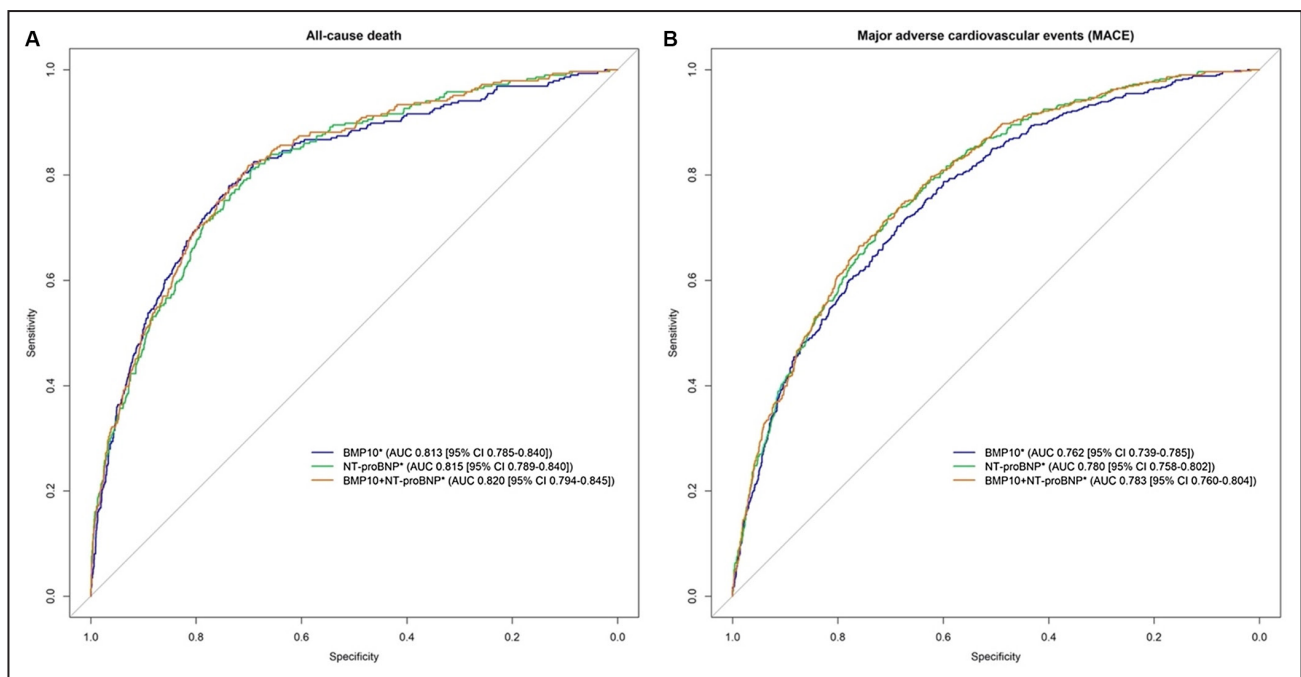 A
All-cause death
1.0
0.8
0.6
0.4
0.2
0.0
Sensitivity
BMP10* (AUC 0.813 [95% CI 0.785-0.840])
NT-proBNP* (AUC 0.815 [95% CI 0.789-0.840])
BMP10+NT-proBNP* (AUC 0.820 [95% CI 0.794-0.845])
1.0 0.8 0.6 0.4 0.2 0.0
Specificity
B
Major adverse cardiovascular events (MACE)
1.0
0.8
0.6
0.4
0.2
0.0
Sensitivity
BMP10* (AUC 0.762 [95% CI 0.739-0.785])
NT-proBNP* (AUC 0.780 [95% CI 0.758-0.802])
BMP10+NT-proBNP* (AUC 0.783 [95% CI 0.760-0.804])
1.0 0.8 0.6 0.4 0.2 0.0
Specificity